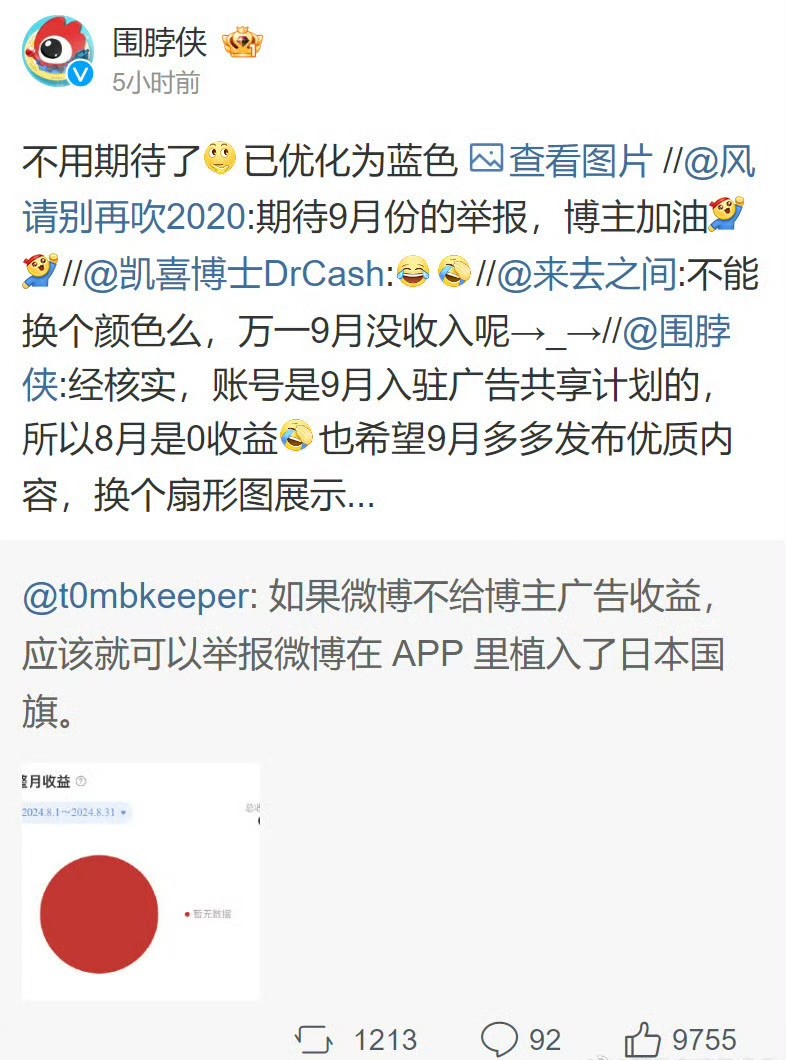 围脖侠
5小时前
不用期待了 已优化为蓝色 查看图片 //@风
请别再吹2020:期待9月份的举报，博主加油
//@凯喜博士DrCash: //@来去之间:不能
换个颜色么，万一9月没收入呢→_→//@围脖
侠:经核实，账号是9月入驻广告共享计划的，
所以8月是0收益 也希望9月多多发布优质内
容，换个扇形图展示...
@t0mbkeeper: 如果微博不给博主广告收益，
应该就可以举报微博在 APP 里植入了日本国
旗。
月收益
2024.8.1～2024.8.31
暂无数据
1213 92 9755